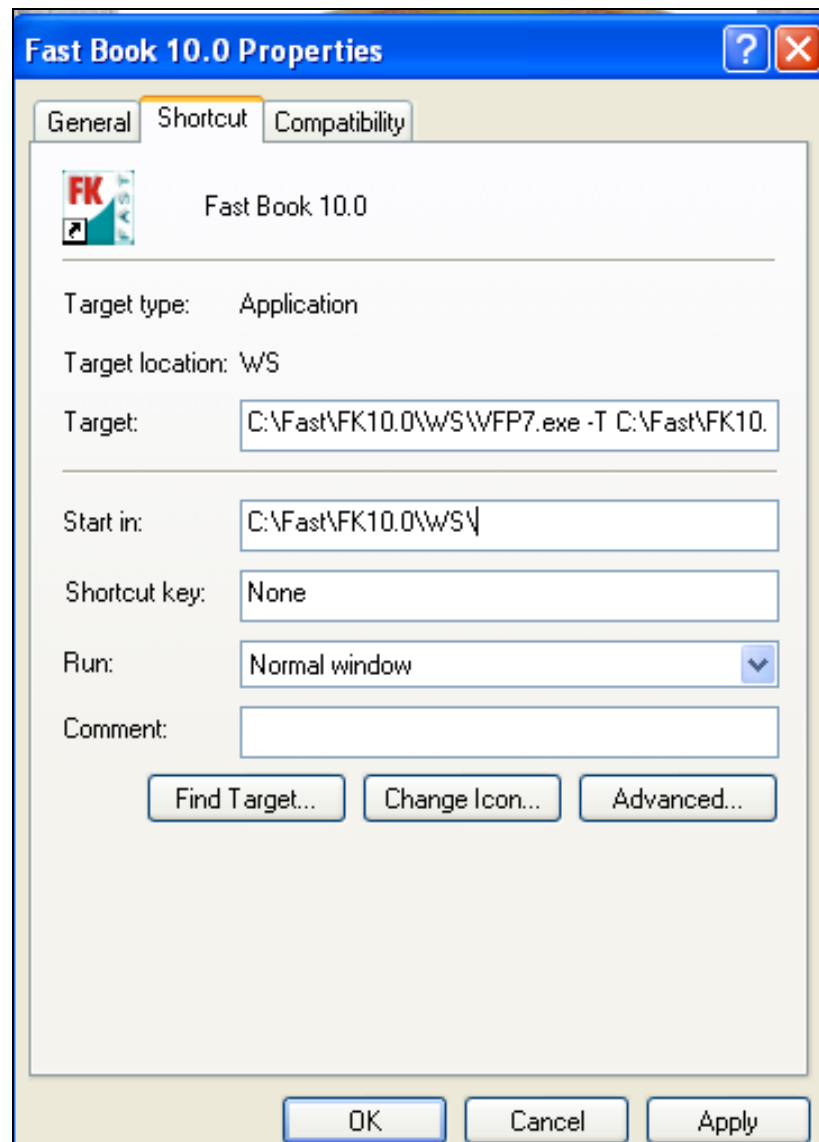 Fast Book 10.0 Properties
General Shortcut Compatibility
FK FAST
Fast Book 10.0
Target type: Application
Target location: WS
Target: C:\Fast\FK10.0\WS\VFP7.exe -T C:\Fast\FK10.
Start in: C:\Fast\FK10.0\WS\
Shortcut key: None
Run: Normal window
Comment:
Find Target... Change Icon... Advanced...
OK Cancel Apply